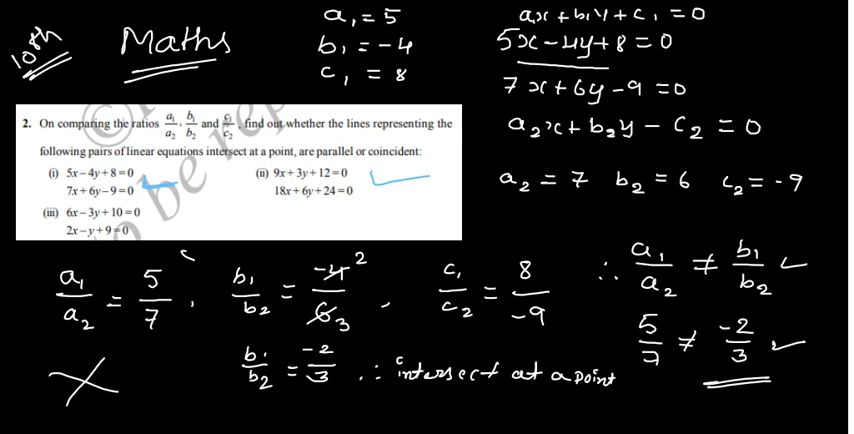 10th
Maths
a₁ = 5
b₁ = -4
c₁ = 8
a₁x + b₁y + c₁ = 0
5x - 4y + 8 = 0
7x + 6y - 9 = 0
a₂x + b₂y - c₂ = 0
a₂ = 7 b₂ = 6 c₂ = -9
2. On comparing the ratios a₁/a₂, b₁/b₂ and c₁/c₂, find out whether the lines representing the
following pairs of linear equations intersect at a point, are parallel or coincident:
(i) 5x – 4y + 8 = 0 (ii) 9x + 3y + 12 = 0
7x + 6y – 9 = 0 18x + 6y + 24 = 0
(iii) 6x – 3y + 10 = 0
2x – y + 9 = 0
to be rep
a₁/a₂ = 5/7, b₁/b₂ = -4/6 2 3, c₁/c₂ = 8/-9
∴ a₁/a₂ ≠ b₁/b₂
5/7 ≠ -2/3
b₁/b₂ = -2/3 ∴ intersect at a point